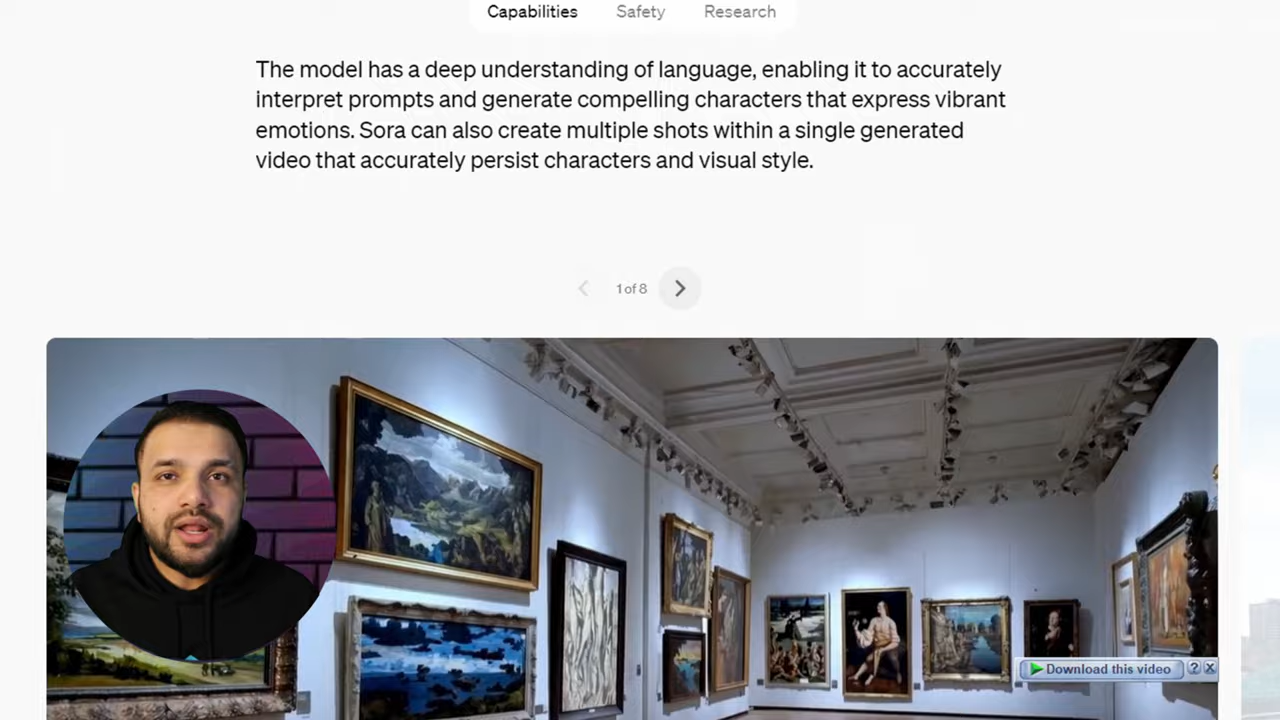 Capabilities Safety Research
The model has a deep understanding of language, enabling it to accurately
interpret prompts and generate compelling characters that express vibrant
emotions. Sora can also create multiple shots within a single generated
video that accurately persist characters and visual style.
1 of 8
Download this video ? X